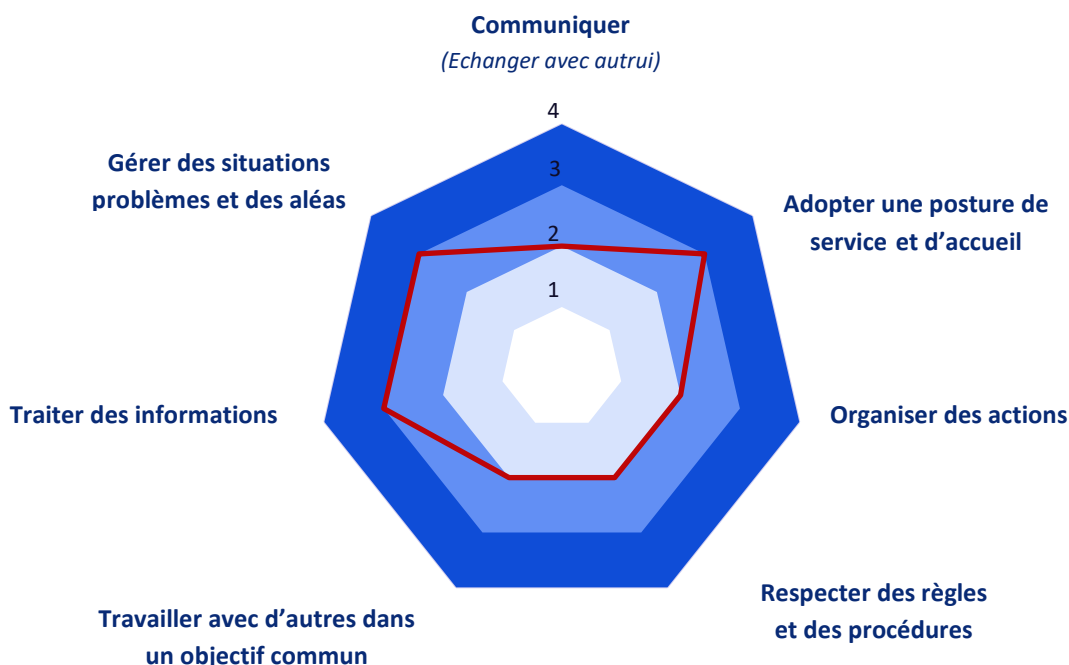 Communiquer
(Echanger avec autrui)
4
3
2
1
Gérer des situations
problèmes et des aléas
Adopter une posture de
service et d’accueil
Traiter des informations
Organiser des actions
Travailler avec d’autres dans
un objectif commun
Respecter des règles
et des procédures